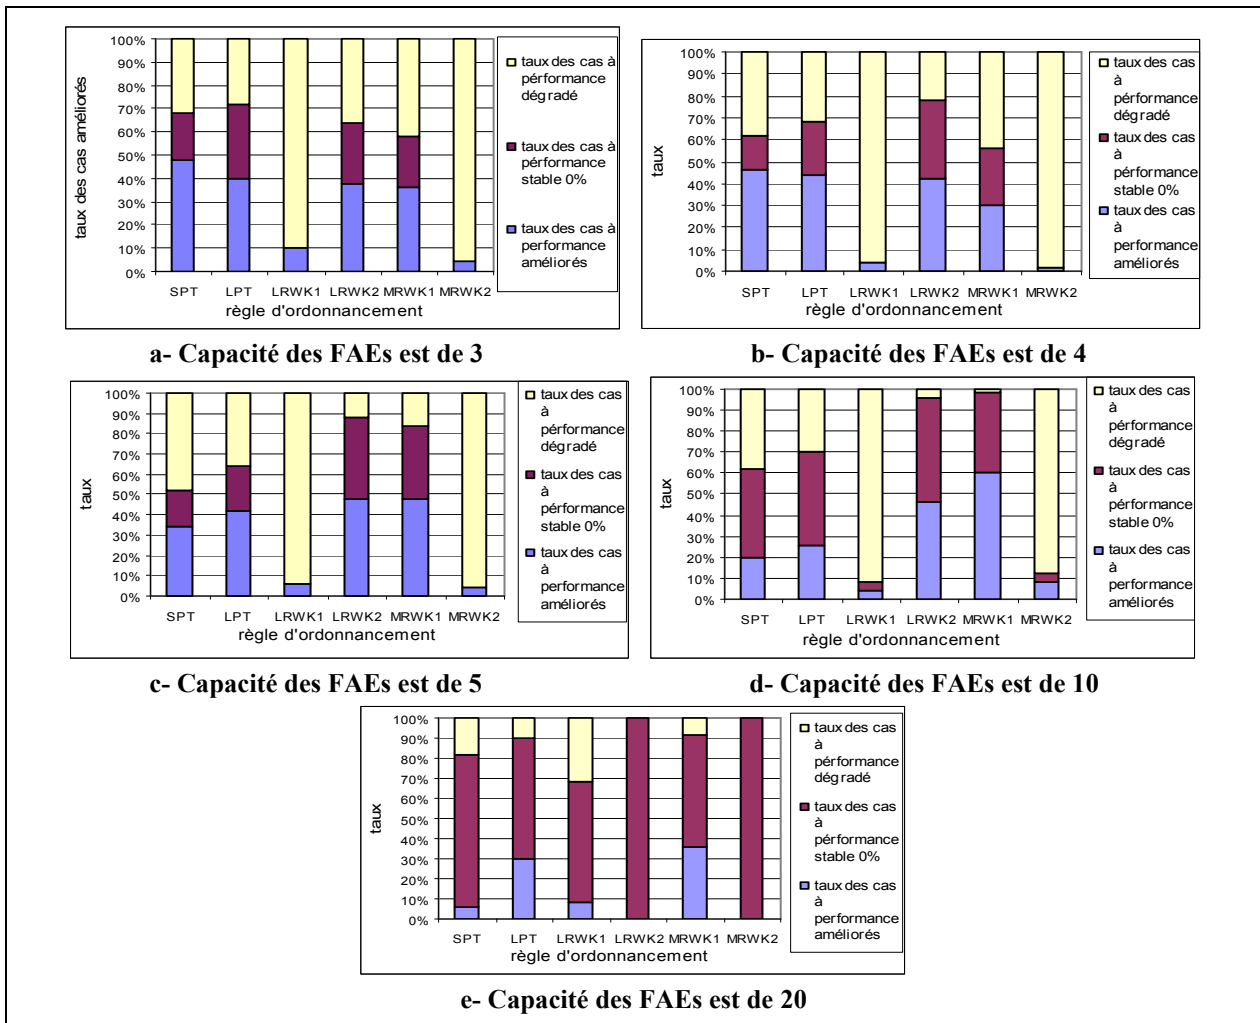 100%
90%
80%
70%
60%
50%
40%
30%
20%
10%
0%
taux des cas améliorés
SPT LPT LRWK1 LRWK2 MRWK1 MRWK2
règle d'ordonnancement
taux des cas à
pérformance
dégradé
taux des cas à
pérformance
stable 0%
taux des cas à
performance
améliorés
a- Capacité des FAEs est de 3
100%
90%
80%
70%
60%
50%
40%
30%
20%
10%
0%
taux
SPT LPT LRWK1 LRWK2 MRWK1 MRWK2
règle d'ordonnancement
taux des cas
à
pérformance
dégradé
taux des cas
à
pérformance
stable 0%
taux des cas
à
performance
améliorés
b- Capacité des FAEs est de 4
100%
90%
80%
70%
60%
50%
40%
30%
20%
10%
0%
taux
SPT LPT LRWK1 LRWK2 MRWK1 MRWK2
règle d'ordonnancement
taux des cas
à
pérformance
dégradé
taux des cas
à
pérformance
stable 0%
taux des cas
à
performance
améliorés
c- Capacité des FAEs est de 5
100%
90%
80%
70%
60%
50%
40%
30%
20%
10%
0%
taux
SPT LPT LRWK1 LRWK2 MRWK1 MRWK2
règle d'ordonnancement
taux des cas
à
pérformance
dégradé
taux des cas
à
pérformance
stable 0%
taux des cas
à
performance
améliorés
d- Capacité des FAEs est de 10
100%
90%
80%
70%
60%
50%
40%
30%
20%
10%
0%
taux
SPT LPT LRWK1 LRWK2 MRWK1 MRWK2
règle d'ordonnancement
taux des cas
à
pérformance
dégradé
taux des cas
à
pérformance
stable 0%
taux des cas
à
performance
améliorés
e- Capacité des FAEs est de 20